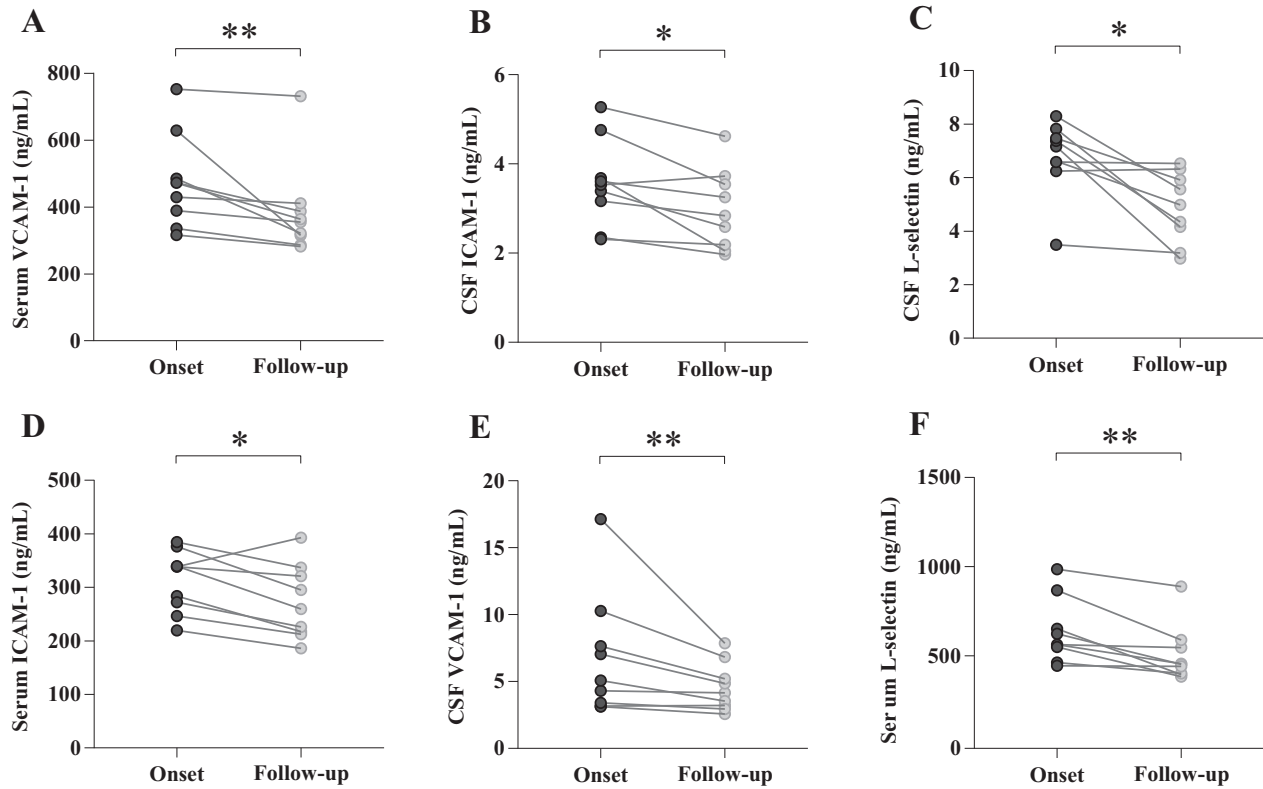 A
**
Serum VCAM-1 (ng/mL)
800
600
400
200
0
Onset
Follow-up
B
*
CSF ICAM-1 (ng/mL)
6
4
2
0
Onset
Follow-up
C
*
CSF L-selectin (ng/mL)
10
8
6
4
2
0
Onset
Follow-up
D
*
Serum ICAM-1 (ng/mL)
500
400
300
200
100
0
Onset
Follow-up
E
**
CSF VCAM-1 (ng/mL)
20
15
10
5
0
Onset
Follow-up
F
**
Ser um L-selectin (ng/mL)
1500
1000
500
0
Onset
Follow-up